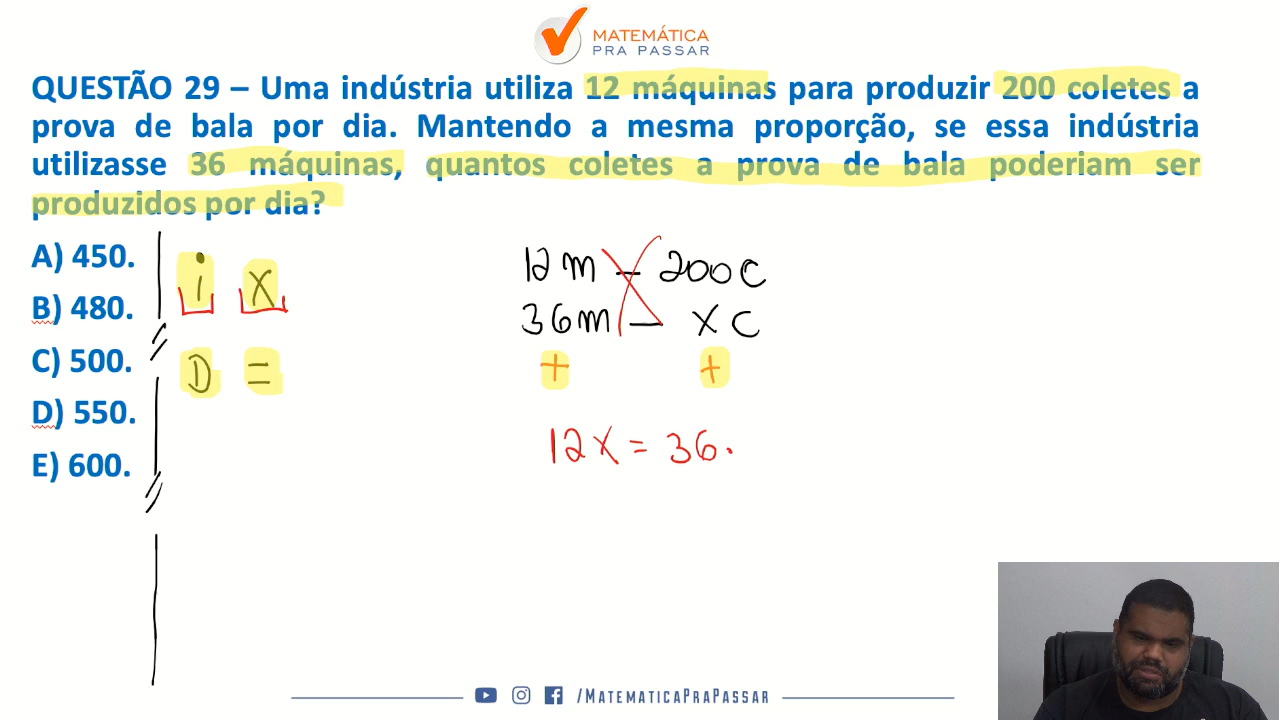 MATEMÁTICA
PRA PASSAR
QUESTÃO 29 – Uma indústria utiliza 12 máquinas para produzir 200 coletes a
prova de bala por dia. Mantendo a mesma proporção, se essa indústria
utilizasse 36 máquinas, quantos coletes a prova de bala poderiam ser
produzidos por dia?
A) 450.
B) 480.
C) 500.
D) 550.
E) 600.
i X
D =
12m – 200C
36m – XC
+ +
12X = 36.
/MatematicaPraPassar